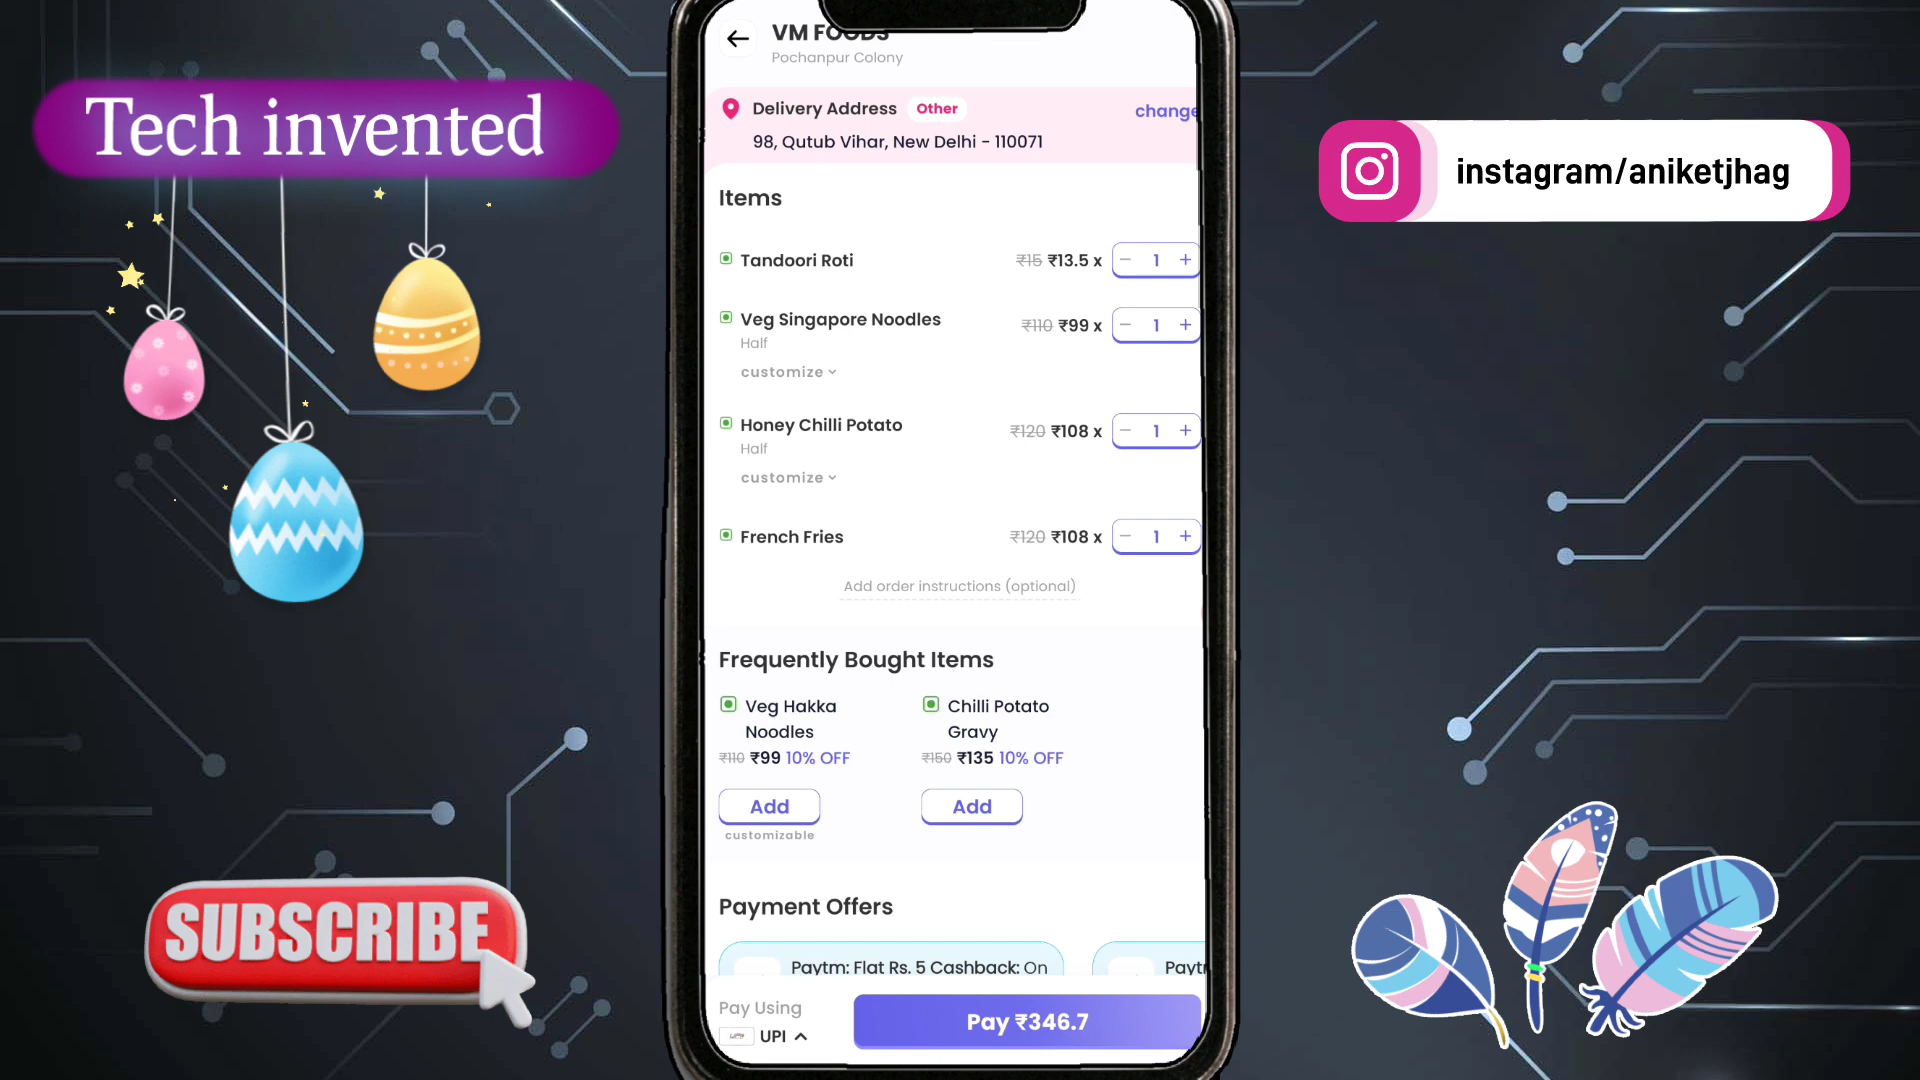 Tech invented
SUBSCRIBE
VM FOODS
Pochanpur Colony
Delivery Address Other change
98, Qutub Vihar, New Delhi - 110071
Items
Tandoori Roti ₹15 ₹13.5 x - 1 +
Veg Singapore Noodles ₹110 ₹99 x - 1 +
Half
customize
Honey Chilli Potato ₹120 ₹108 x - 1 +
Half
customize
French Fries ₹120 ₹108 x - 1 +
Add order instructions (optional)
Frequently Bought Items
Veg Hakka
Noodles
₹110 ₹99 10% OFF
Add
customizable
Chilli Potato
Gravy
₹150 ₹135 10% OFF
Add
Payment Offers
Paytm: Flat Rs. 5 Cashback: On
Pay Using
UPI
Pay ₹346.7
instagram/aniketjhag